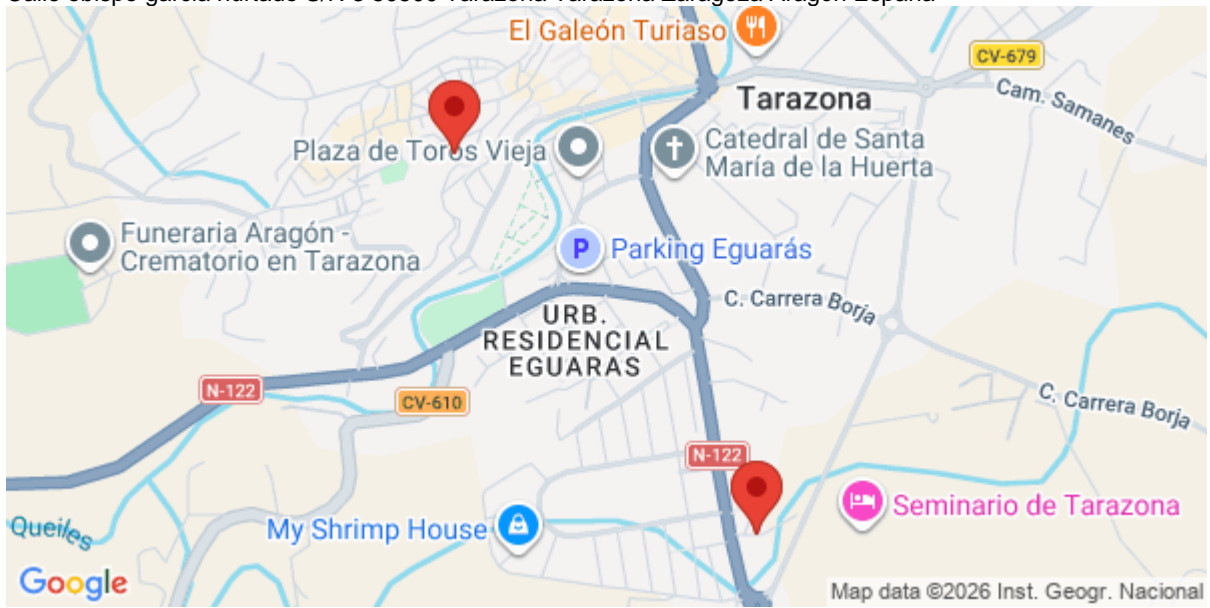 El Galeón Turiaso
CV-679
Tarazona
Cam. Samanes
Plaza de Toros Vieja
Catedral de Santa
María de la Huerta
Funeraria Aragón -
Crematorio en Tarazona
P
Parking Eguarás
C. Carrera Borja
URB.
RESIDENCIAL
EGUARAS
N-122
CV-610
C. Carrera Borja
N-122
Seminario de Tarazona
My Shrimp House
Queiles
Google
Map data ©2026 Inst. Geogr. Nacional